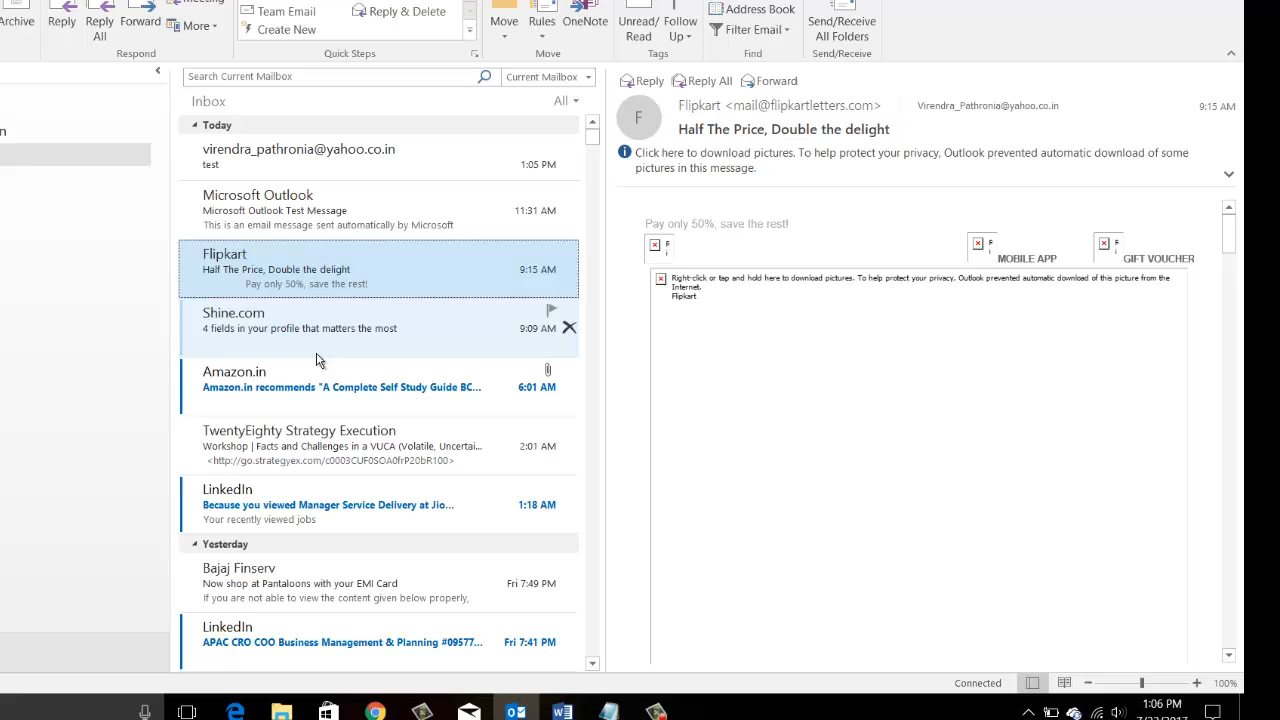 Archive
Reply
Reply
All
Forward
Meeting
More
Respond
Team Email
Reply & Delete
Create New
Quick Steps
Move
Rules
OneNote
Move
Unread/
Read
Follow
Up
Tags
Address Book
Filter Email
Find
Send/Receive
All Folders
Send/Receive
n
Search Current Mailbox
Current Mailbox
Inbox
All
Today
virendra_pathronia@yahoo.co.in
test
1:05 PM
Microsoft Outlook
Microsoft Outlook Test Message
11:31 AM
This is an email message sent automatically by Microsoft
Flipkart
Half The Price, Double the delight
9:15 AM
Pay only 50%, save the rest!
Shine.com
4 fields in your profile that matters the most
9:09 AM
Amazon.in
Amazon.in recommends "A Complete Self Study Guide BC...
6:01 AM
TwentyEighty Strategy Execution
Workshop | Facts and Challenges in a VUCA (Volatile, Uncertai...
2:01 AM
<http://go.strategyex.com/c0003CUF0SOA0frP20bR100>
LinkedIn
Because you viewed Manager Service Delivery at Jio...
1:18 AM
Your recently viewed jobs
Yesterday
Bajaj Finserv
Now shop at Pantaloons with your EMI Card
Fri 7:49 PM
If you are not able to view the content given below properly,
LinkedIn
APAC CRO COO Business Management & Planning #09577...
Fri 7:41 PM
Reply
Reply All
Forward
F
Flipkart <mail@flipkartletters.com>
Virendra_Pathronia@yahoo.co.in
9:15 AM
Half The Price, Double the delight
Click here to download pictures. To help protect your privacy, Outlook prevented automatic download of some
pictures in this message.
Pay only 50%, save the rest!
MOBILE APP
GIFT VOUCHER
Right-click or tap and hold here to download pictures. To help protect your privacy, Outlook prevented automatic download of this picture from the
Internet.
Flipkart
Connected
100%
1:06 PM